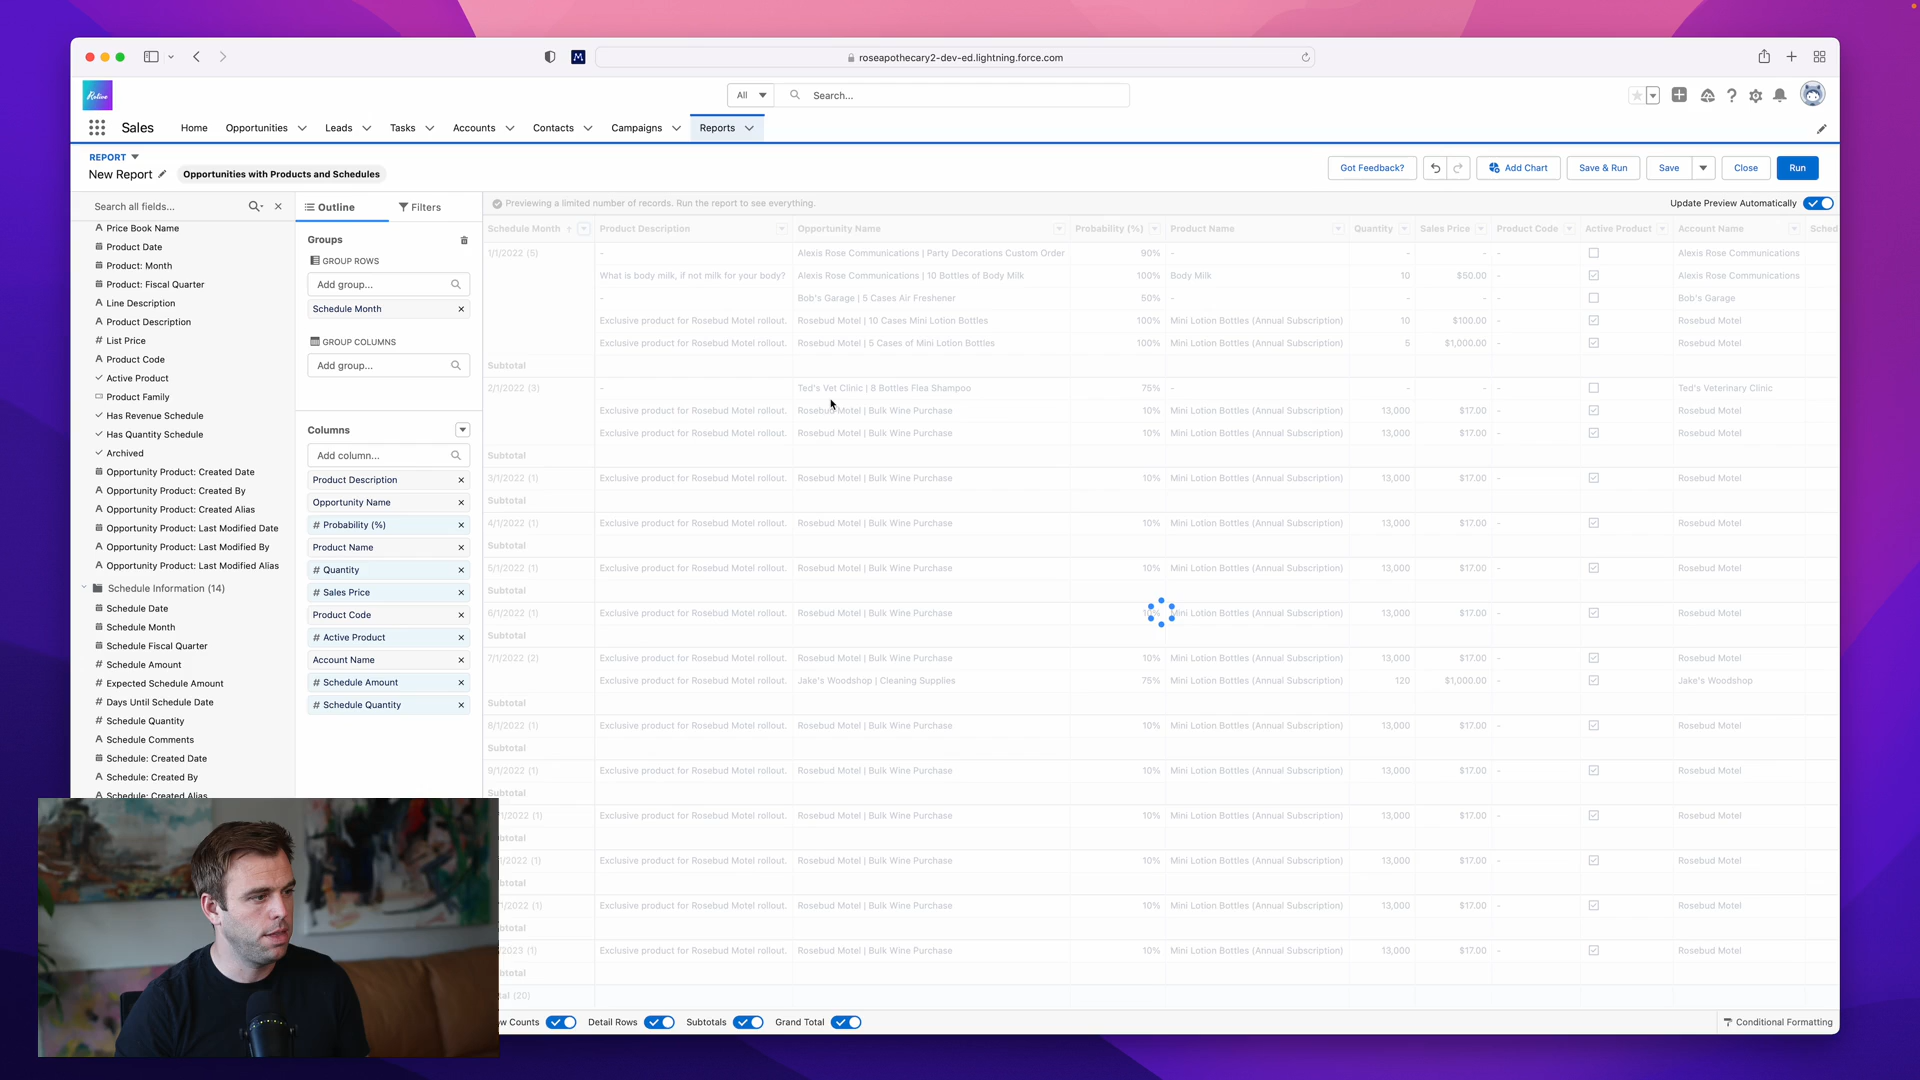 roseapothecary2-dev-ed.lightning.force.com
Relive
All
Search...
Sales
Home
Opportunities
Leads
Tasks
Accounts
Contacts
Campaigns
Reports
REPORT
New Report
Opportunities with Products and Schedules
Got Feedback?
Add Chart
Save & Run
Save
Close
Run
Search all fields...
Price Book Name
Product Date
Product: Month
Product: Fiscal Quarter
Line Description
Product Description
List Price
Product Code
Active Product
Product Family
Has Revenue Schedule
Has Quantity Schedule
Archived
Opportunity Product: Created Date
Opportunity Product: Created By
Opportunity Product: Created Alias
Opportunity Product: Last Modified Date
Opportunity Product: Last Modified By
Opportunity Product: Last Modified Alias
Schedule Information (14)
Schedule Date
Schedule Month
Schedule Fiscal Quarter
Schedule Amount
Expected Schedule Amount
Days Until Schedule Date
Schedule Quantity
Schedule Comments
Schedule: Created Date
Schedule: Created By
Schedule: Created Alias
Outline
Filters
Groups
GROUP ROWS
Add group...
Schedule Month
GROUP COLUMNS
Add group...
Columns
Add column...
Product Description
Opportunity Name
# Probability (%)
Product Name
# Quantity
# Sales Price
Product Code
# Active Product
Account Name
# Schedule Amount
# Schedule Quantity
Previewing a limited number of records. Run the report to see everything.
Update Preview Automatically
Schedule Month Product Description Opportunity Name Probability (%) Product Name Quantity Sales Price Product Code Active Product Account Name Sched
1/1/2022 (5) - Alexis Rose Communications | Party Decorations Custom Order 90% - - - - Alexis Rose Communications
What is body milk, if not milk for your body? Alexis Rose Communications | 10 Bottles of Body Milk 100% Body Milk 10 $50.00 - Alexis Rose Communications
- Bob's Garage | 5 Cases Air Freshener 50% - - - - Bob's Garage
Exclusive product for Rosebud Motel rollout. Rosebud Motel | 10 Cases Mini Lotion Bottles 100% Mini Lotion Bottles (Annual Subscription) 10 $100.00 - Rosebud Motel
Exclusive product for Rosebud Motel rollout. Rosebud Motel | 5 Cases of Mini Lotion Bottles 100% Mini Lotion Bottles (Annual Subscription) 5 $1,000.00 - Rosebud Motel
Subtotal
2/1/2022 (3) - Ted's Vet Clinic | 8 Bottles Flea Shampoo 75% - - - - Ted's Veterinary Clinic
Exclusive product for Rosebud Motel rollout. Rosebud Motel | Bulk Wine Purchase 10% Mini Lotion Bottles (Annual Subscription) 13,000 $17.00 - Rosebud Motel
Exclusive product for Rosebud Motel rollout. Rosebud Motel | Bulk Wine Purchase 10% Mini Lotion Bottles (Annual Subscription) 13,000 $17.00 - Rosebud Motel
Subtotal
3/1/2022 (1) Exclusive product for Rosebud Motel rollout. Rosebud Motel | Bulk Wine Purchase 10% Mini Lotion Bottles (Annual Subscription) 13,000 $17.00 - Rosebud Motel
Subtotal
4/1/2022 (1) Exclusive product for Rosebud Motel rollout. Rosebud Motel | Bulk Wine Purchase 10% Mini Lotion Bottles (Annual Subscription) 13,000 $17.00 - Rosebud Motel
Subtotal
5/1/2022 (1) Exclusive product for Rosebud Motel rollout. Rosebud Motel | Bulk Wine Purchase 10% Mini Lotion Bottles (Annual Subscription) 13,000 $17.00 - Rosebud Motel
Subtotal
6/1/2022 (1) Exclusive product for Rosebud Motel rollout. Rosebud Motel | Bulk Wine Purchase 10% Mini Lotion Bottles (Annual Subscription) 13,000 $17.00 - Rosebud Motel
Subtotal
7/1/2022 (2) Exclusive product for Rosebud Motel rollout. Rosebud Motel | Bulk Wine Purchase 10% Mini Lotion Bottles (Annual Subscription) 13,000 $17.00 - Rosebud Motel
Exclusive product for Rosebud Motel rollout. Jake's Woodshop | Cleaning Supplies 75% Mini Lotion Bottles (Annual Subscription) 120 $1,000.00 - Jake's Woodshop
Subtotal
8/1/2022 (1) Exclusive product for Rosebud Motel rollout. Rosebud Motel | Bulk Wine Purchase 10% Mini Lotion Bottles (Annual Subscription) 13,000 $17.00 - Rosebud Motel
Subtotal
9/1/2022 (1) Exclusive product for Rosebud Motel rollout. Rosebud Motel | Bulk Wine Purchase 10% Mini Lotion Bottles (Annual Subscription) 13,000 $17.00 - Rosebud Motel
Subtotal
/1/2022 (1) Exclusive product for Rosebud Motel rollout. Rosebud Motel | Bulk Wine Purchase 10% Mini Lotion Bottles (Annual Subscription) 13,000 $17.00 - Rosebud Motel
btotal
/1/2022 (1) Exclusive product for Rosebud Motel rollout. Rosebud Motel | Bulk Wine Purchase 10% Mini Lotion Bottles (Annual Subscription) 13,000 $17.00 - Rosebud Motel
btotal
/1/2022 (1) Exclusive product for Rosebud Motel rollout. Rosebud Motel | Bulk Wine Purchase 10% Mini Lotion Bottles (Annual Subscription) 13,000 $17.00 - Rosebud Motel
btotal
/2023 (1) Exclusive product for Rosebud Motel rollout. Rosebud Motel | Bulk Wine Purchase 10% Mini Lotion Bottles (Annual Subscription) 13,000 $17.00 - Rosebud Motel
btotal
tal (20)
w Counts
Detail Rows
Subtotals
Grand Total
Conditional Formatting